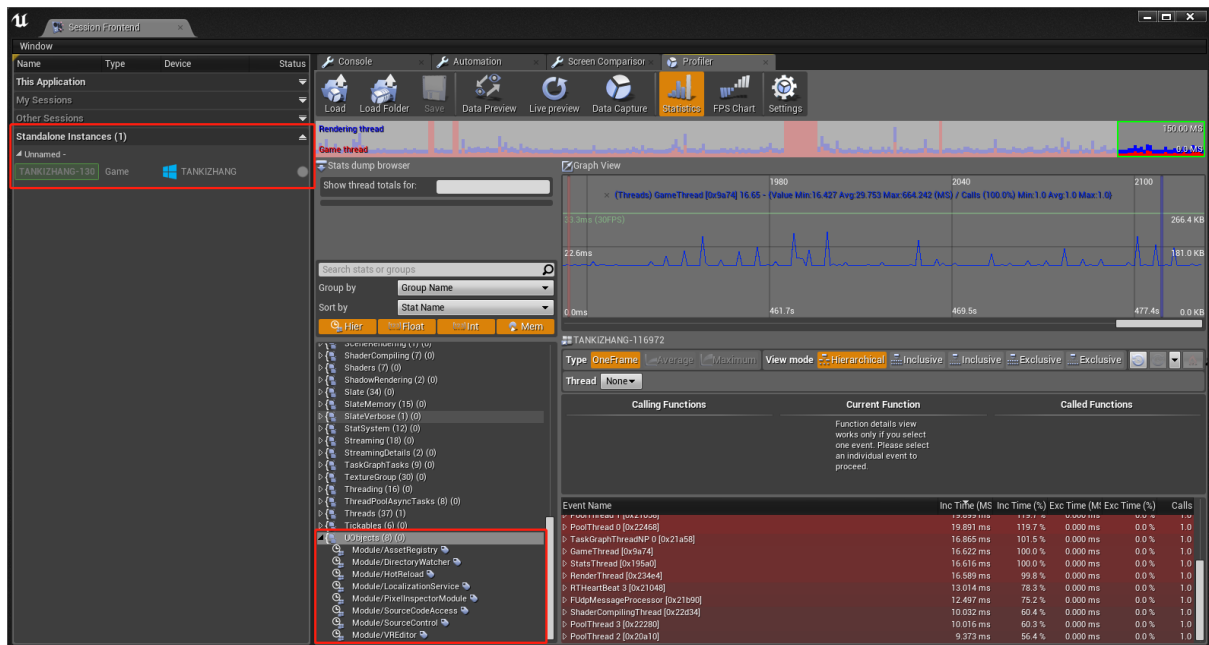 Session Frontend
Window
Name Type Device Status
This Application
My Sessions
Other Sessions
Standalone Instances (1)
Unnamed -
TANKIZHANG-130 Game TANKIZHANG
Console Automation Screen Comparison Profiler
Load Load Folder Save Data Preview Live preview Data Capture Statistics FPS Chart Settings
Rendering thread 150.00 MS
Game thread 0.0 MS
Stats dump browser
Show thread totals for:
Search stats or groups
Group by Group Name
Sort by Stat Name
Hier Float Int Mem
SceneRendering (1) (0)
ShaderCompiling (7) (0)
Shaders (7) (0)
ShadowRendering (2) (0)
Slate (34) (0)
SlateMemory (15) (0)
SlateVerbose (1) (0)
StatSystem (12) (0)
Streaming (18) (0)
StreamingDetails (2) (0)
TaskGraphTasks (9) (0)
TextureGroup (30) (0)
Threading (16) (0)
ThreadPoolAsyncTasks (8) (0)
Threads (37) (1)
Tickables (6) (0)
UObjects (8) (0)
Module/AssetRegistry
Module/DirectoryWatcher
Module/HotReload
Module/LocalizationService
Module/PixelInspectorModule
Module/SourceCodeAccess
Module/SourceControl
Module/VREditor
Graph View
1980 2040 2100
(Threads) GameThread [0x9a74] 16.65 - (Value Min:16.427 Avg:29.753 Max:664.242 (MS) / Calls (100.0%) Min:1.0 Avg:1.0 Max:1.0)
33.3ms (30FPS) 266.4 KB
22.6ms 181.0 KB
0.0ms 461.7s 469.5s 477.4s 0.0 KB
TANKIZHANG-116972
Type OneFrame Average Maximum View mode Hierarchical Inclusive Inclusive Exclusive Exclusive
Thread None
Calling Functions Current Function Called Functions
Function details view
works only if you select
one event. Please select
an individual event to
proceed.
Event Name Inc Time (MS Inc Time (%) Exc Time (MS Exc Time (%) Calls
PoolThread 0 [0x22468] 19.891 ms 119.7 % 0.000 ms 0.0 % 1.0
TaskGraphThreadNP 0 [0x21a58] 16.865 ms 101.5 % 0.000 ms 0.0 % 1.0
GameThread [0x9a74] 16.622 ms 100.0 % 0.000 ms 0.0 % 1.0
StatsThread [0x195a0] 16.616 ms 100.0 % 0.000 ms 0.0 % 1.0
RenderThread [0x234e4] 16.589 ms 99.8 % 0.000 ms 0.0 % 1.0
RTHeartBeat 3 [0x21048] 13.014 ms 78.3 % 0.000 ms 0.0 % 1.0
FUdpMessageProcessor [0x21b90] 12.497 ms 75.2 % 0.000 ms 0.0 % 1.0
ShaderCompilingThread [0x22d34] 10.032 ms 60.4 % 0.000 ms 0.0 % 1.0
PoolThread 3 [0x22280] 10.016 ms 60.3 % 0.000 ms 0.0 % 1.0
PoolThread 2 [0x20a10] 9.373 ms 56.4 % 0.000 ms 0.0 % 1.0